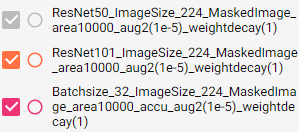 ResNet50_ImageSize_224_MaskedImage_
area10000_aug2(1e-5)_weightdecay(1)
ResNet101_ImageSize_224_MaskedImage
_area10000_aug2(1e-5)_weightdecay(1)
Batchsize_32_ImageSize_224_MaskedIma
ge_area10000_accu_aug2(1e-5)_weightde
cay(1)